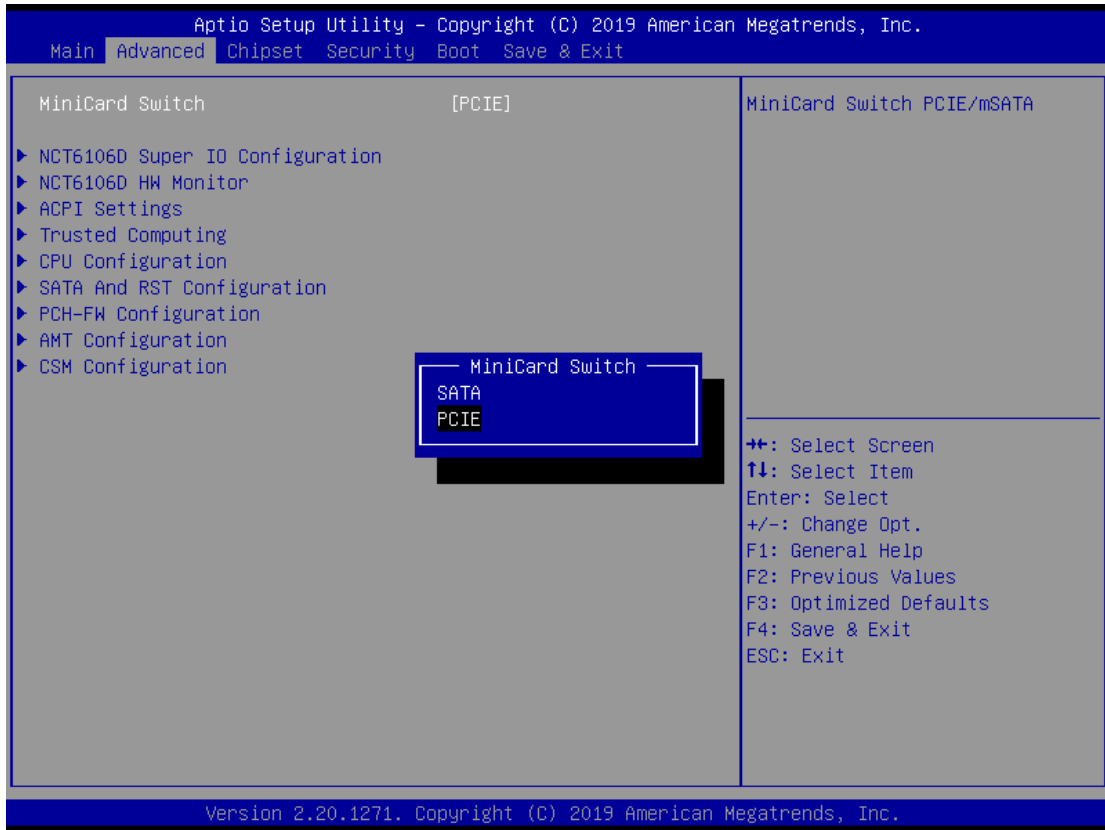 Aptio Setup Utility – Copyright (C) 2019 American Megatrends, Inc.
Main Advanced Chipset Security Boot Save & Exit
MiniCard Switch [PCIE]
MiniCard Switch PCIE/mSATA
▶ NCT6106D Super IO Configuration
▶ NCT6106D HW Monitor
▶ ACPI Settings
▶ Trusted Computing
▶ CPU Configuration
▶ SATA And RST Configuration
▶ PCH-FW Configuration
▶ AMT Configuration
▶ CSM Configuration
MiniCard Switch
SATA
PCIE
→←: Select Screen
↑↓: Select Item
Enter: Select
+/-: Change Opt.
F1: General Help
F2: Previous Values
F3: Optimized Defaults
F4: Save & Exit
ESC: Exit
Version 2.20.1271. Copyright (C) 2019 American Megatrends, Inc.